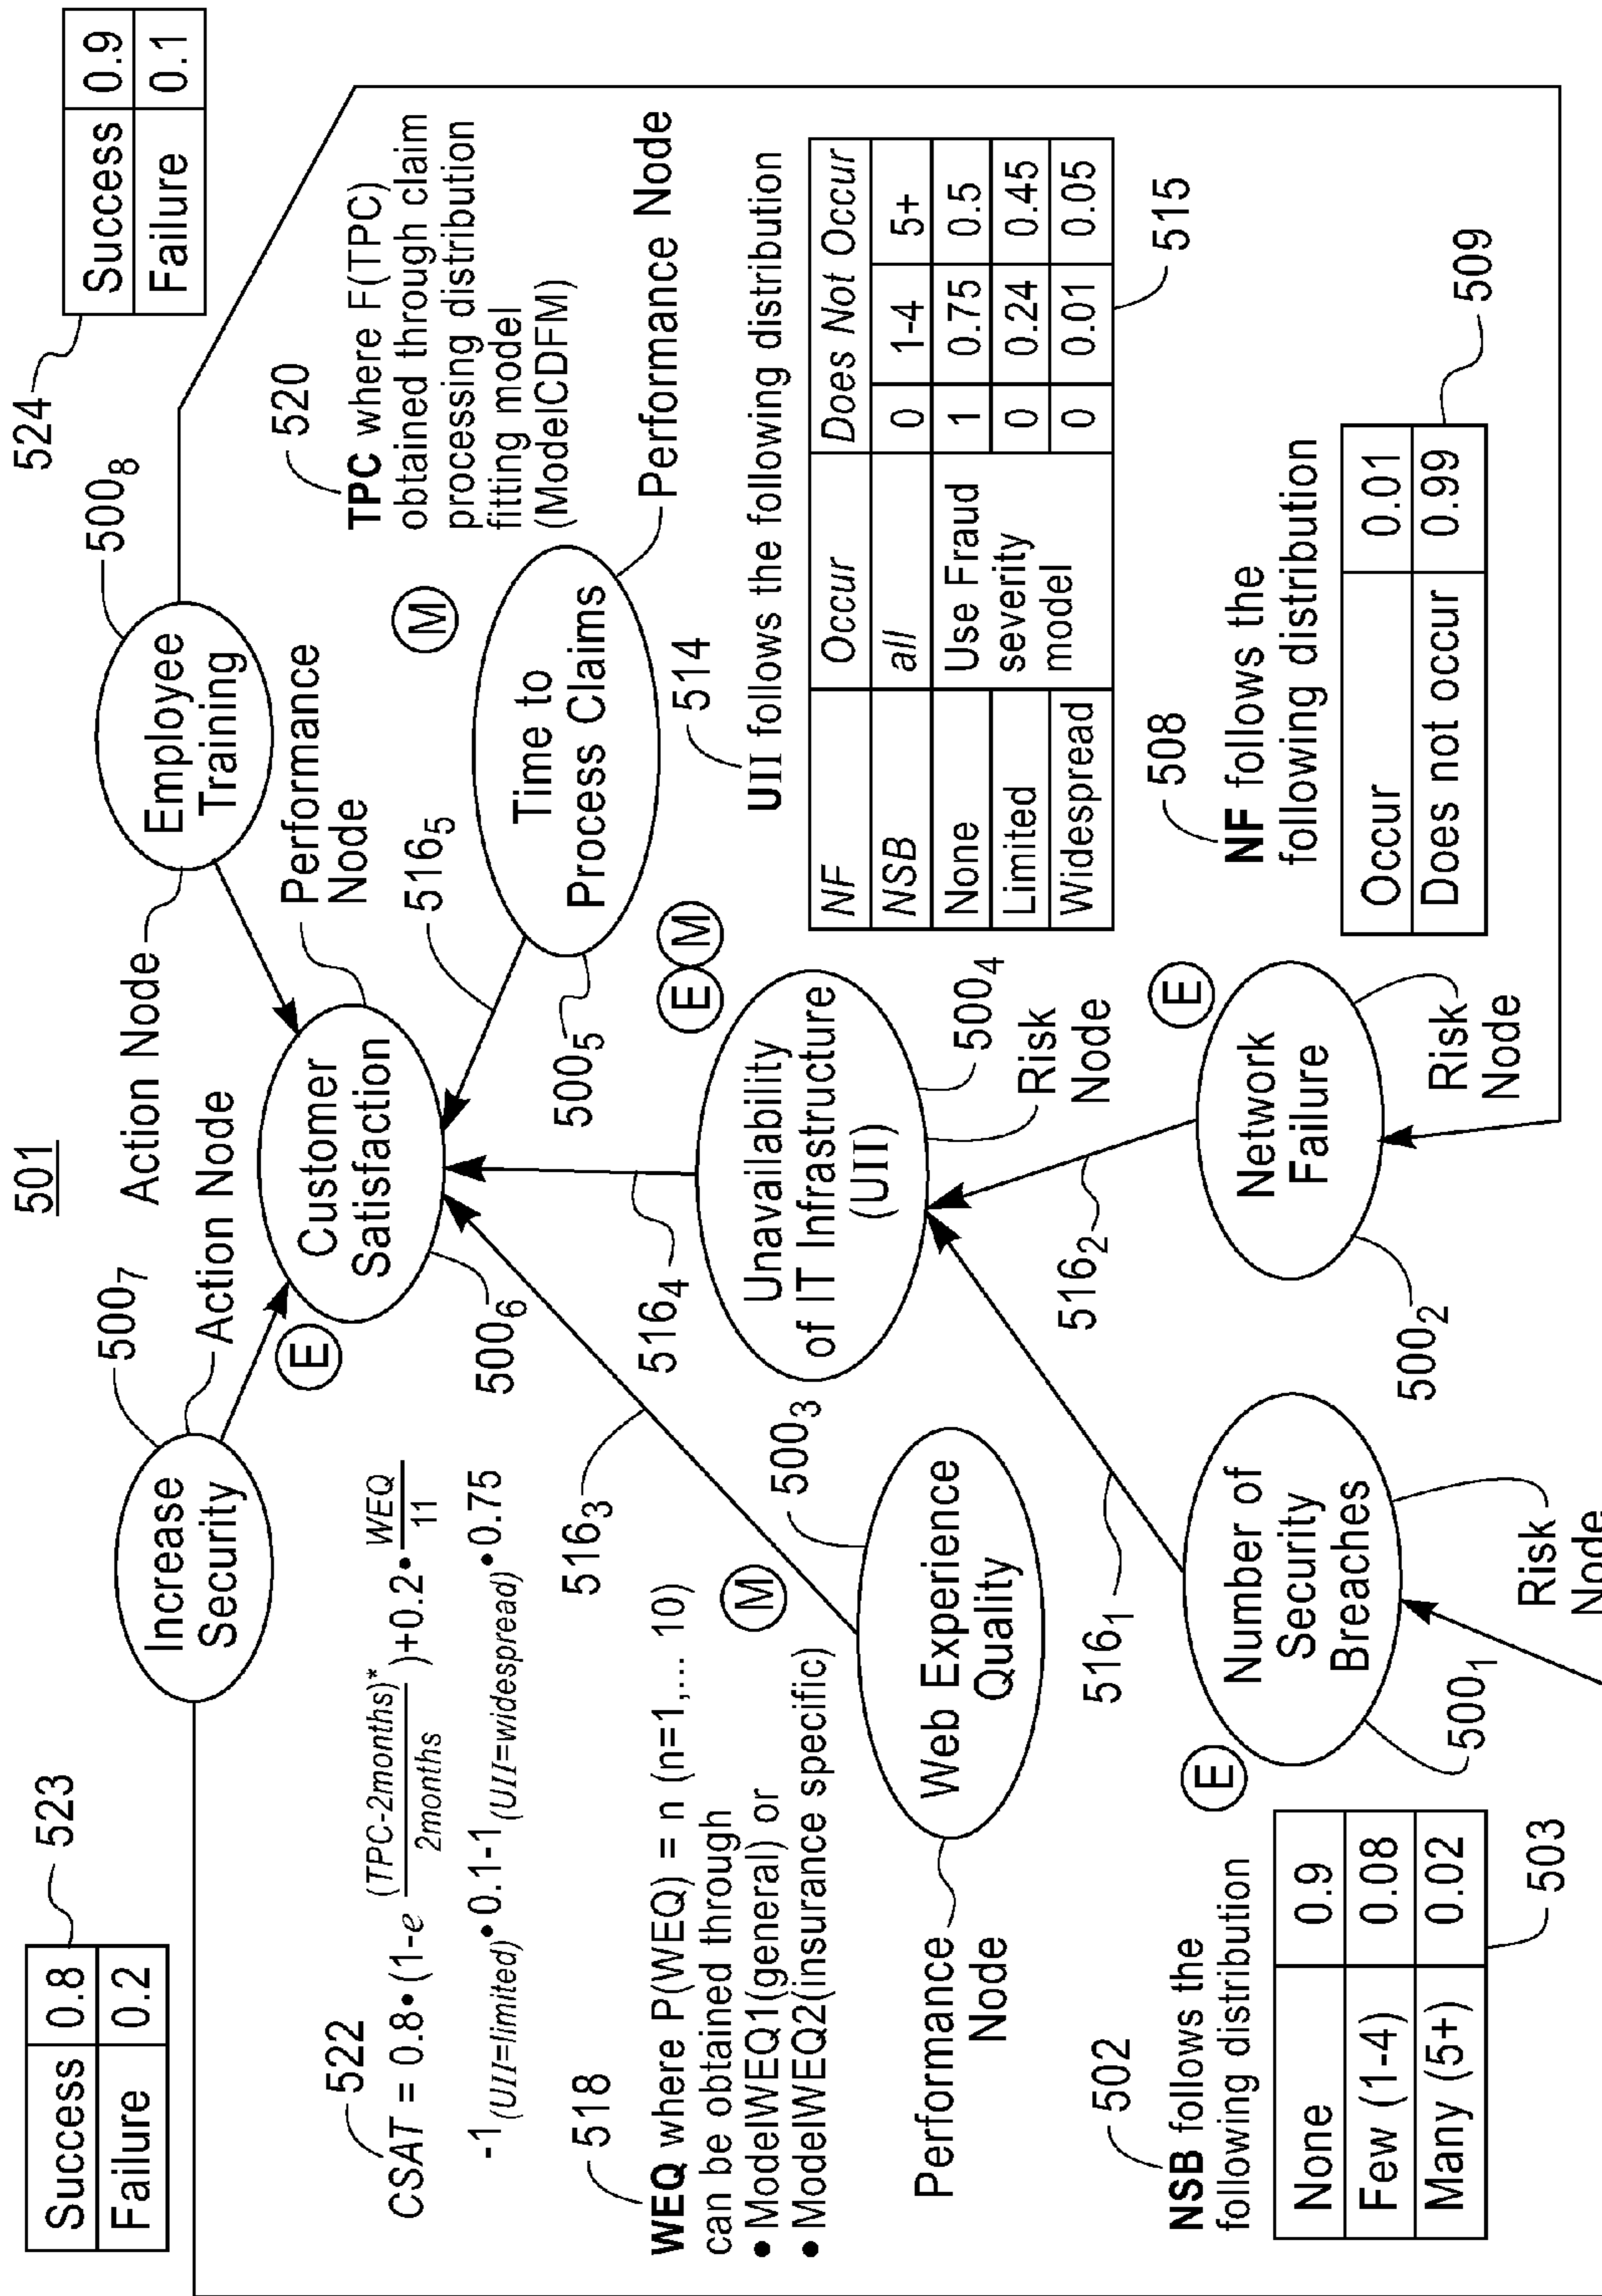 501
Success 0.8
Failure 0.2
523
500₇
Action Node
Increase
Security
Action Node
500₈
Employee
Training
524
Success 0.9
Failure 0.1
522
CSAT = 0.8•(1-e (TPC-2months)* / 2months )+0.2• WEQ / 11
-1(UII=limited)•0.1-1(UII=widespread)•0.75
E
Customer
Satisfaction
500₆
Performance
Node
516₅
M
520
TPC where F(TPC)
obtained through claim
processing distribution
fitting model
(ModelCDFM)
Time to
Process Claims
500₅
Performance Node
518
WEQ where P(WEQ) = n (n=1,... 10)
can be obtained through
• ModelWEQ1(general) or
• ModelWEQ2(insurance specific)
516₃
516₄
M
Web Experience
Quality
500₃
Performance
Node
E M
Unavailability
of IT Infrastructure
(UII)
500₄
Risk
Node
514
UII follows the following distribution
NF Occur Does Not Occur
NSB all 0 1-4 5+
None Use Fraud 1 0.75 0.5
Limited severity 0 0.24 0.45
Widespread model 0 0.01 0.05
515
516₁
516₂
502
NSB follows the
following distribution
None 0.9
Few (1-4) 0.08
Many (5+) 0.02
503
E
Number of
Security
Breaches
500₁
Risk
Node
E
Network
Failure
500₂
Risk
Node
508
NF follows the
following distribution
Occur 0.01
Does not occur 0.99
509